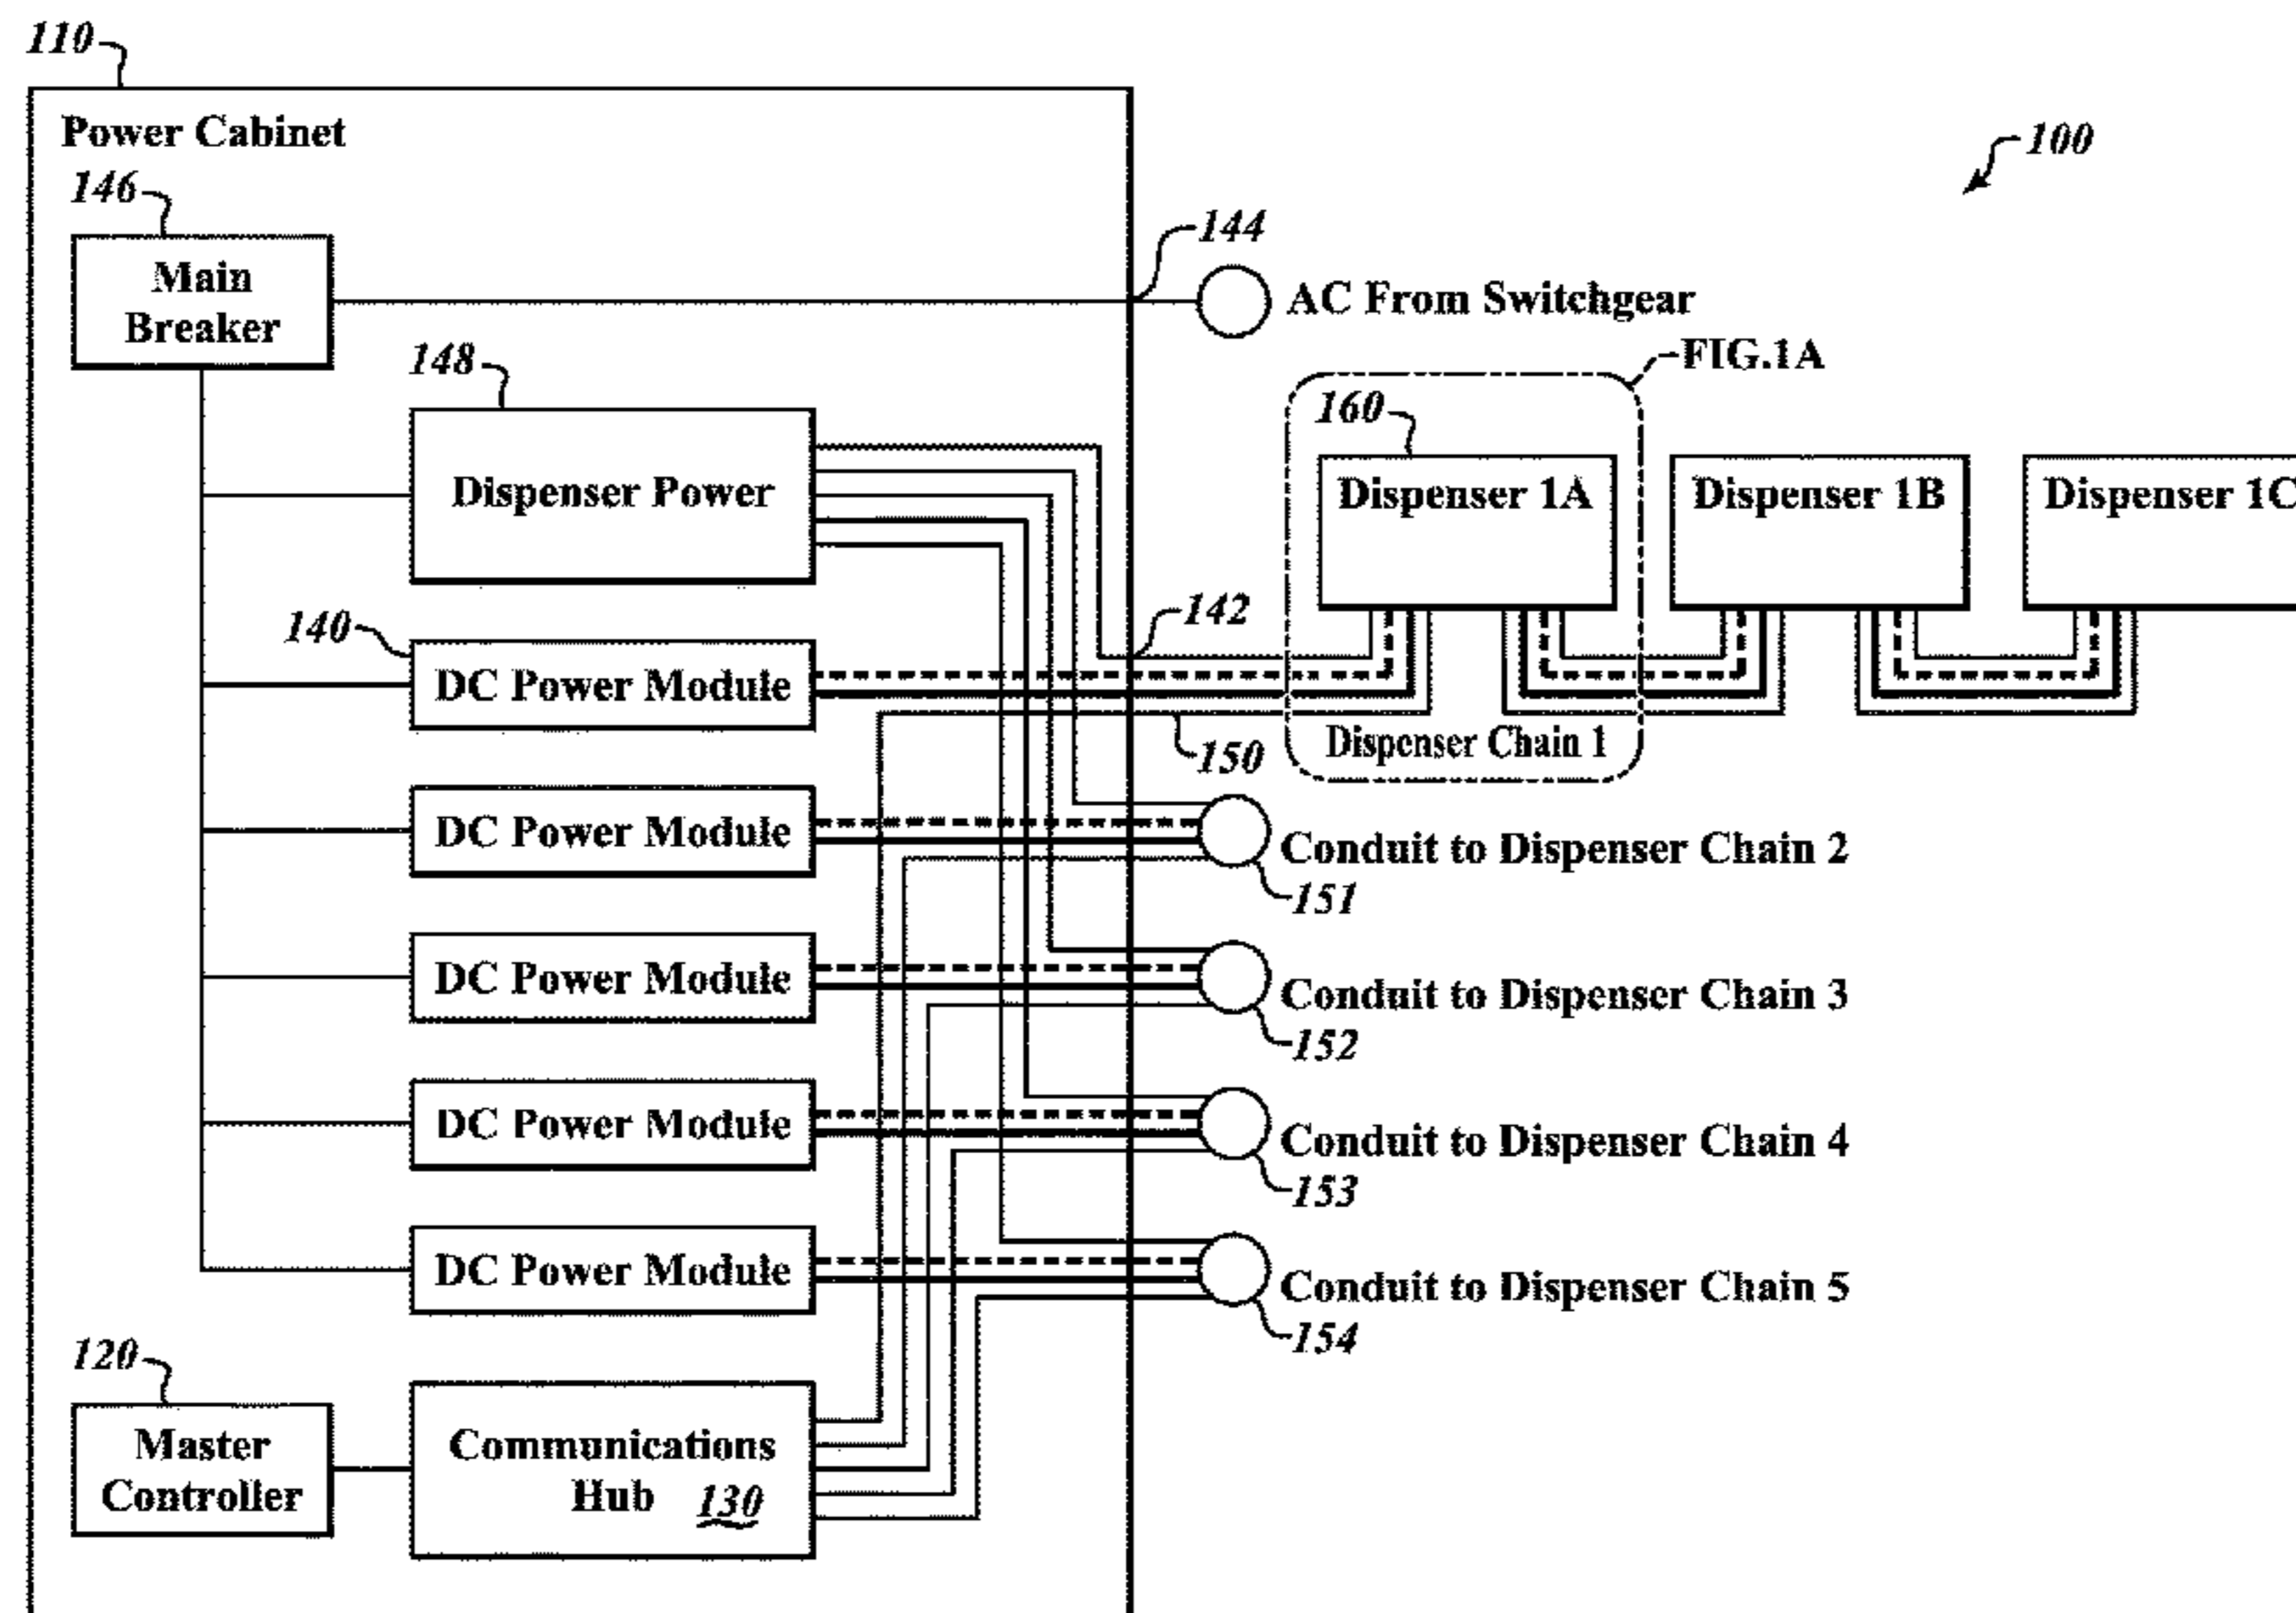 110
Power Cabinet
100
146
144
Main
Breaker
AC From Switchgear
148
FIG.1A
160
Dispenser Power
Dispenser 1A
Dispenser 1B
Dispenser 1C
140
142
DC Power Module
150
Dispenser Chain 1
DC Power Module
Conduit to Dispenser Chain 2
151
DC Power Module
Conduit to Dispenser Chain 3
152
DC Power Module
Conduit to Dispenser Chain 4
153
DC Power Module
Conduit to Dispenser Chain 5
154
120
Master
Controller
Communications
Hub 130